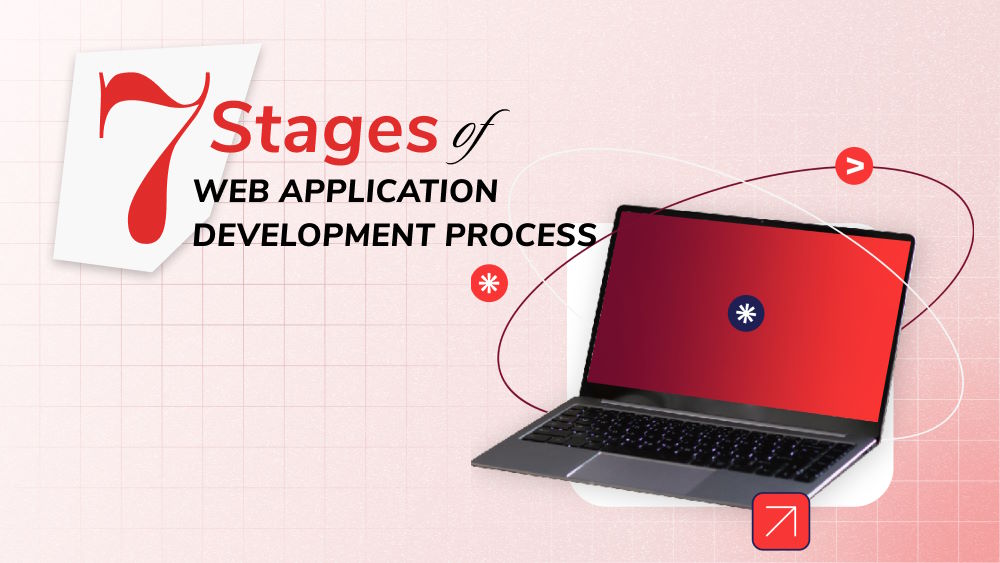 7 Stages of
WEB APPLICATION
DEVELOPMENT PROCESS